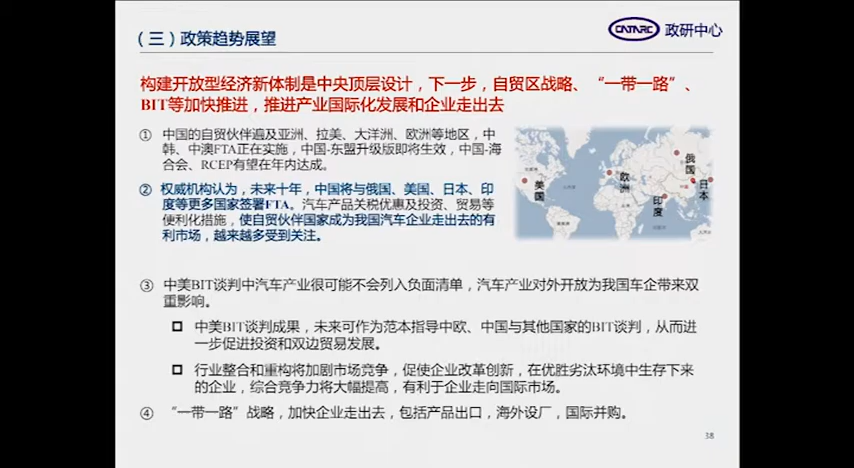 （三）政策趋势展望
CATARC 政研中心
构建开放型经济新体制是中央顶层设计，下一步，自贸区战略、“一带一路”、
BIT等加快推进，推进产业国际化发展和企业走出去
① 中国的自贸伙伴遍及亚洲、拉美、大洋洲、欧洲等地区，中
韩、中澳FTA正在实施，中国-东盟升级版即将生效，中国-海
合会、RCEP有望在年内达成。
② 权威机构认为，未来十年，中国将与俄国、美国、日本、印
度等更多国家签署FTA。汽车产品关税优惠及投资、贸易等
便利化措施，使自贸伙伴国家成为我国汽车企业走出去的有
利市场，越来越多受到关注。
美国
欧洲
俄国
日本
印度
③ 中美BIT谈判中汽车产业很可能不会列入负面清单，汽车产业对外开放为我国车企带来双
重影响。
中美BIT谈判成果，未来可作为范本指导中欧、中国与其他国家的BIT谈判，从而进
一步促进投资和双边贸易发展。
行业整合和重构将加剧市场竞争，促使企业改革创新，在优胜劣汰环境中生存下来
的企业，综合竞争力将大幅提高，有利于企业走向国际市场。
④ “一带一路”战略，加快企业走出去，包括产品出口，海外设厂，国际并购。
38